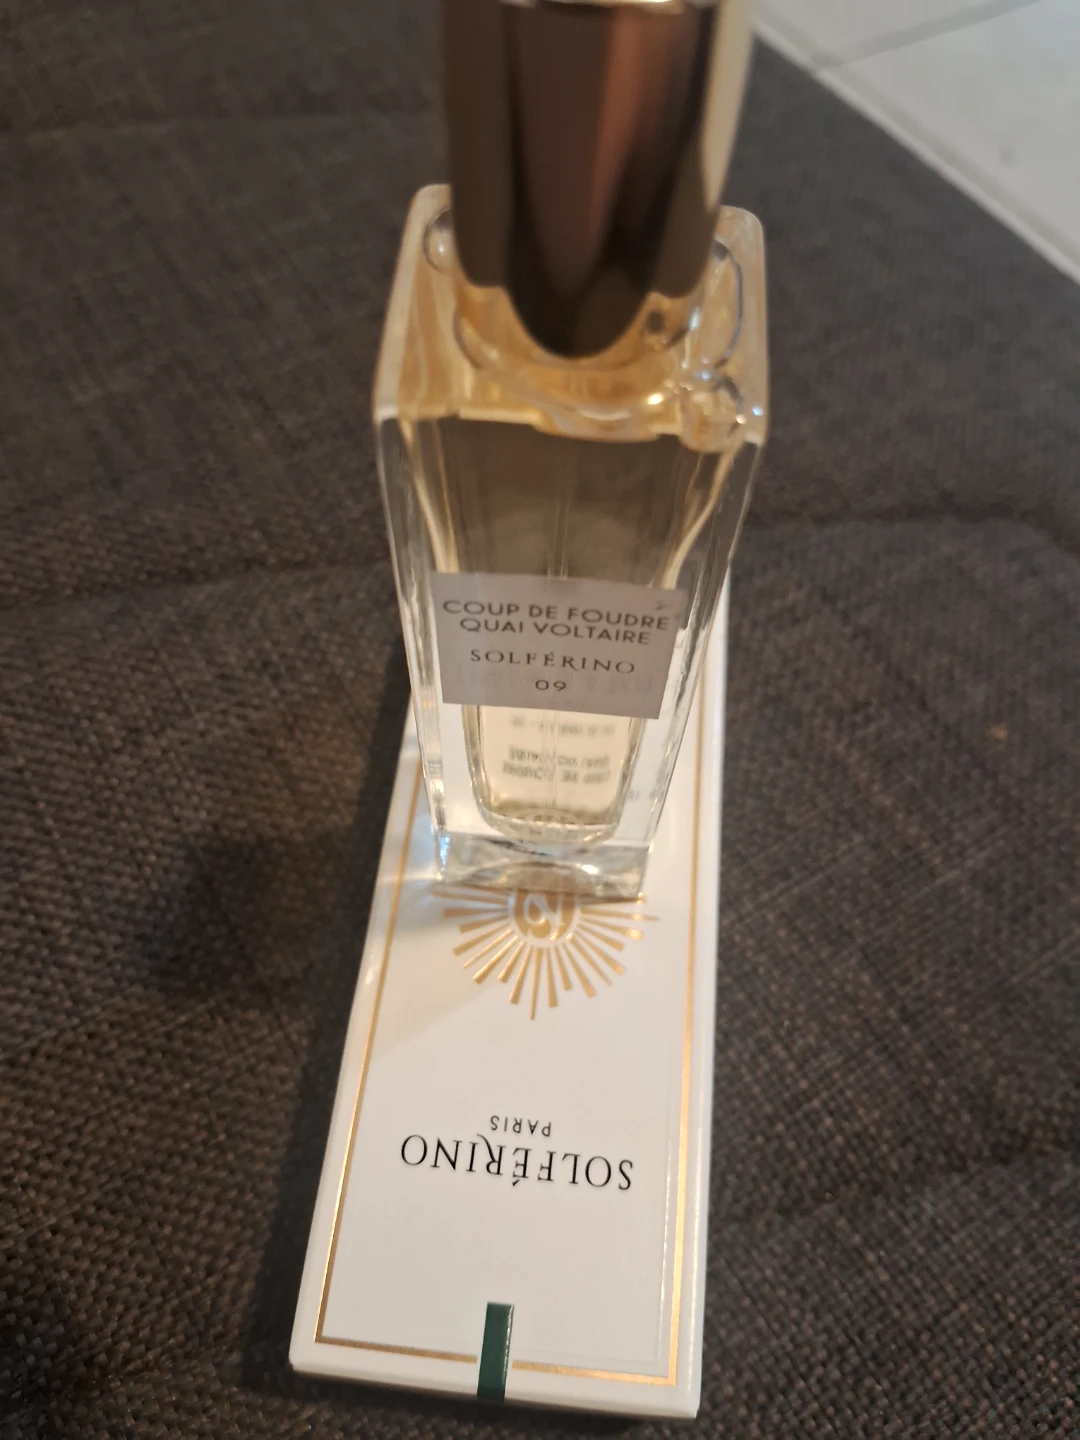 COUP DE FOUDRE
QUAI VOLTAIRE
SOLFÉRINO
09
SOLFÉRINO
PARIS